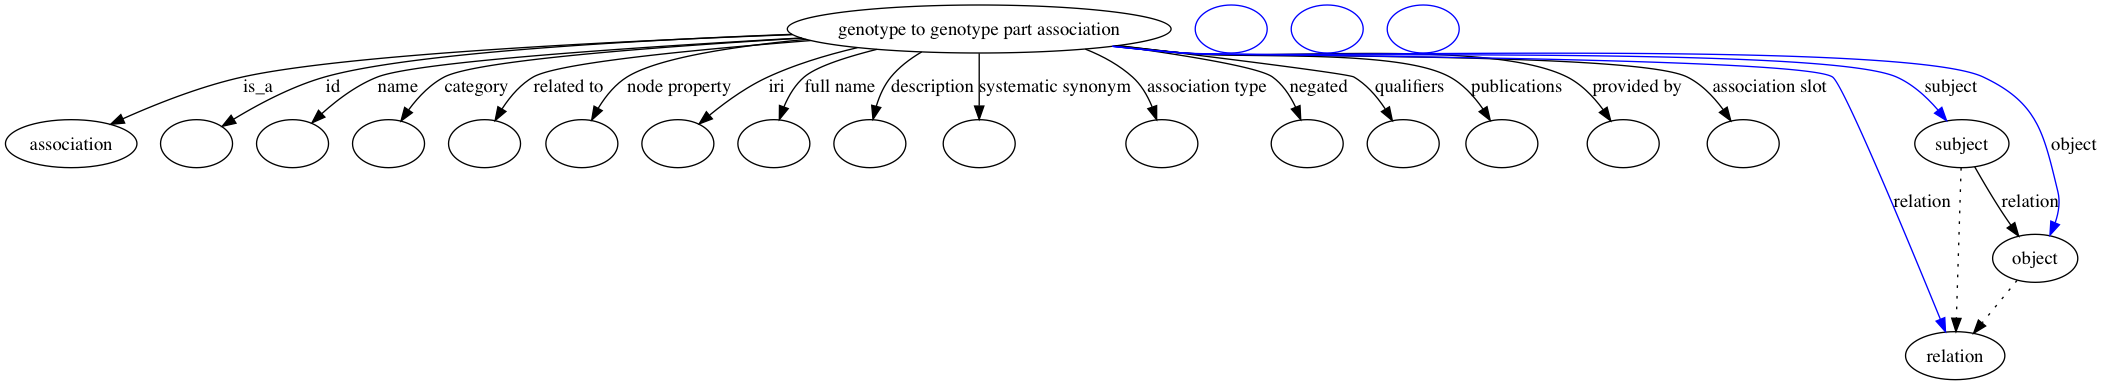 genotype to genotype part association
is_a
id
name
category
related to
node property
iri
full name
description
systematic synonym
association type
negated
qualifiers
publications
provided by
association slot
subject
object
association
subject
relation
relation
object
relation